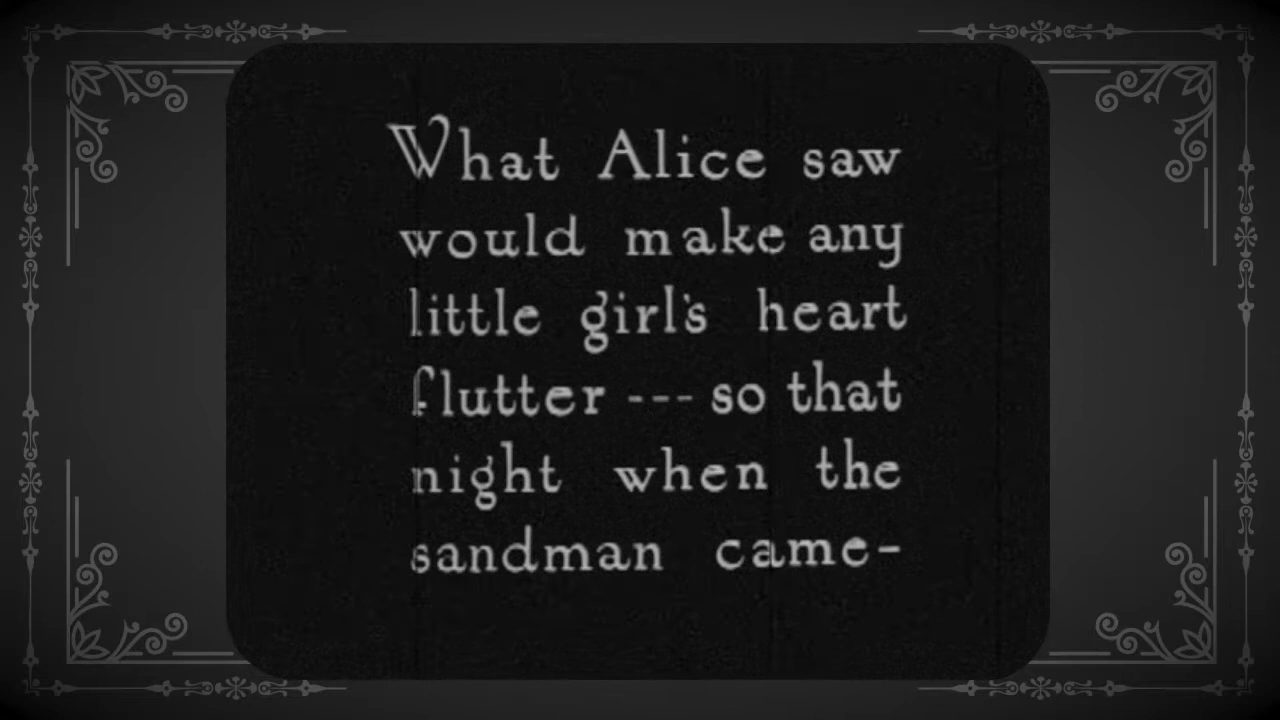 What Alice saw
would make any
little girl's heart
flutter --- so that
night when the
sandman came-